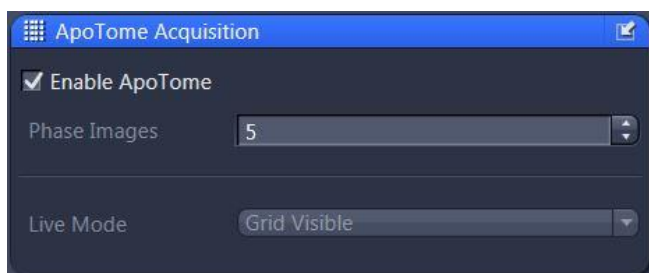 ApoTome Acquisition
Enable ApoTome
Phase Images 5
Live Mode Grid Visible